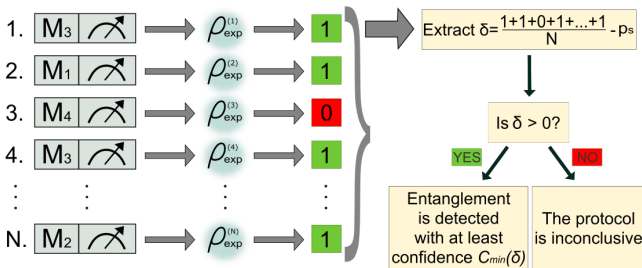 1. M₃ ρexp⁽¹⁾ 1
2. M₁ ρexp⁽²⁾ 1
3. M₄ ρexp⁽³⁾ 0
4. M₃ ρexp⁽⁴⁾ 1
N. M₂ ρexp⁽ᴺ⁾ 1
Extract δ=1+1+0+1+...+1/N - pₛ
Is δ > 0?
YES
NO
Entanglement
is detected
with at least
confidence Cmin(δ)
The protocol
is inconclusive